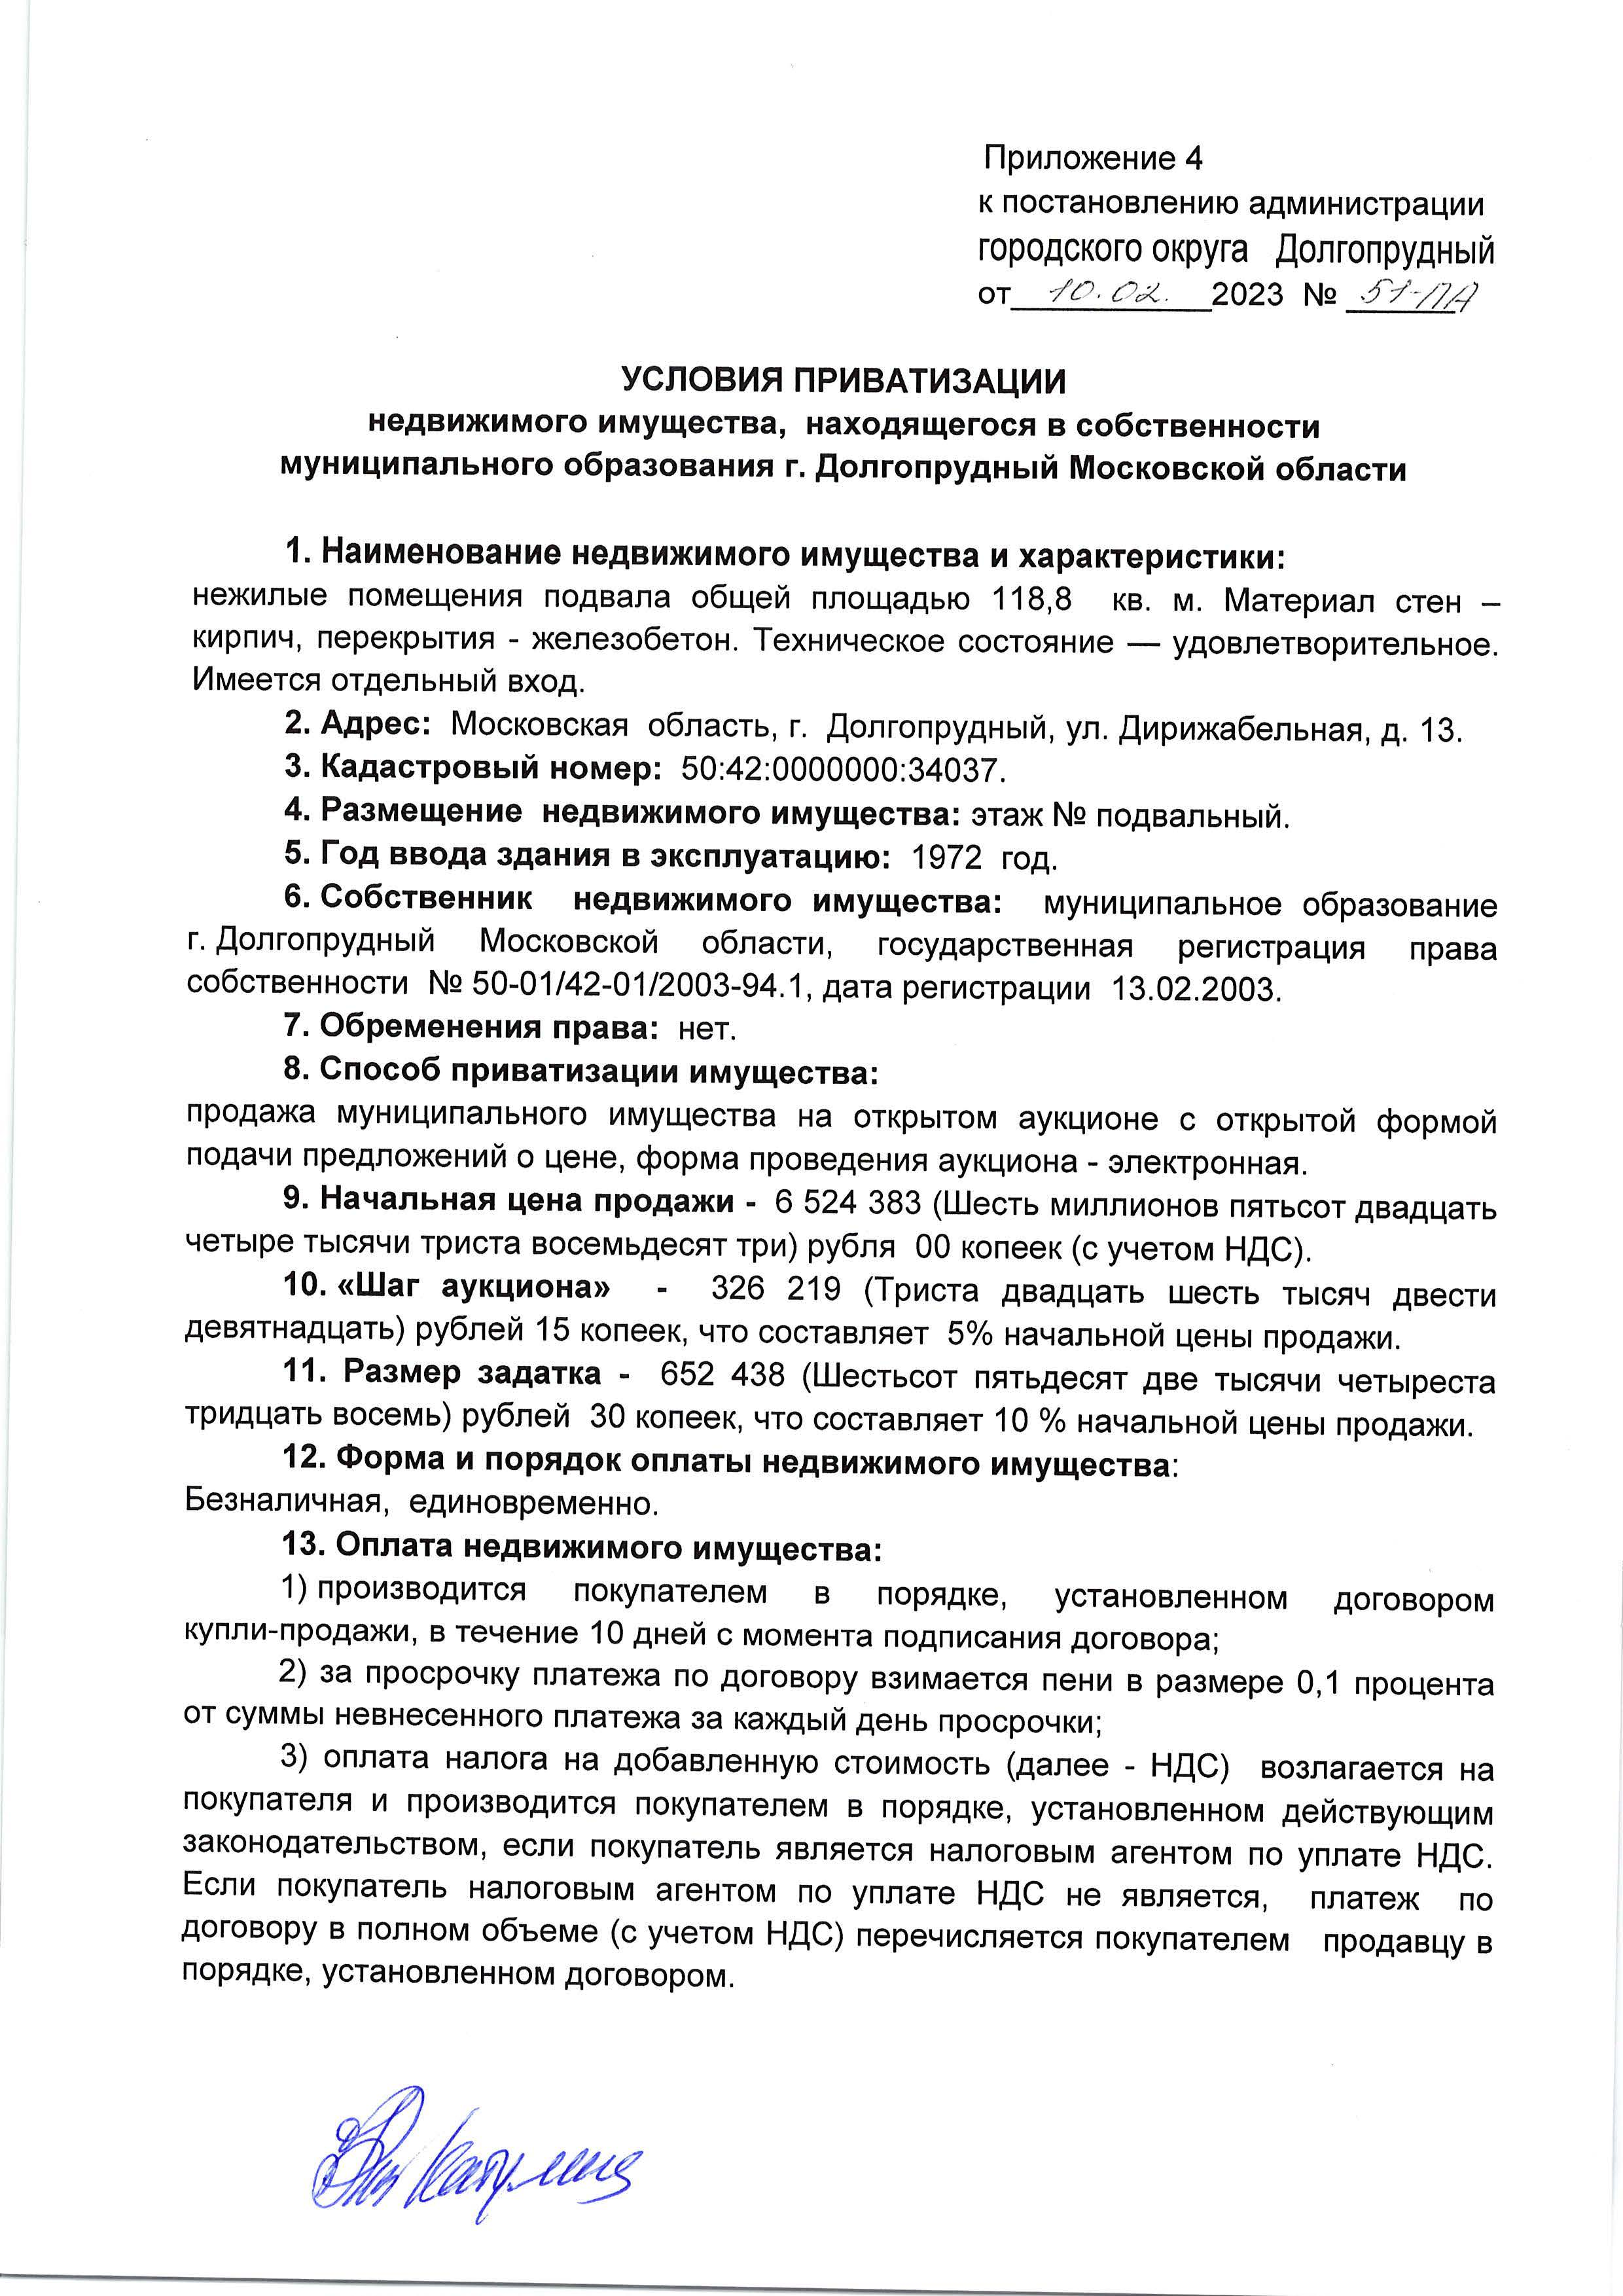 Приложение 4
к постановлению администрации
городского округа Долгопрудный
от 10.02. 2023 № 51-ПА
УСЛОВИЯ ПРИВАТИЗАЦИИ
недвижимого имущества, находящегося в собственности
муниципального образования г. Долгопрудный Московской области
1. Наименование недвижимого имущества и характеристики:
нежилые помещения подвала общей площадью 118,8 кв. м. Материал стен –
кирпич, перекрытия - железобетон. Техническое состояние — удовлетворительное.
Имеется отдельный вход.
2. Адрес: Московская область, г. Долгопрудный, ул. Дирижабельная, д. 13.
3. Кадастровый номер: 50:42:0000000:34037.
4. Размещение недвижимого имущества: этаж № подвальный.
5. Год ввода здания в эксплуатацию: 1972 год.
6. Собственник недвижимого имущества: муниципальное образование
г. Долгопрудный Московской области, государственная регистрация права
собственности № 50-01/42-01/2003-94.1, дата регистрации 13.02.2003.
7. Обременения права: нет.
8. Способ приватизации имущества:
продажа муниципального имущества на открытом аукционе с открытой формой
подачи предложений о цене, форма проведения аукциона - электронная.
9. Начальная цена продажи - 6 524 383 (Шесть миллионов пятьсот двадцать
четыре тысячи триста восемьдесят три) рубля 00 копеек (с учетом НДС).
10. «Шаг аукциона» - 326 219 (Триста двадцать шесть тысяч двести
девятнадцать) рублей 15 копеек, что составляет 5% начальной цены продажи.
11. Размер задатка - 652 438 (Шестьсот пятьдесят две тысячи четыреста
тридцать восемь) рублей 30 копеек, что составляет 10 % начальной цены продажи.
12. Форма и порядок оплаты недвижимого имущества:
Безналичная, единовременно.
13. Оплата недвижимого имущества:
1) производится покупателем в порядке, установленном договором
купли-продажи, в течение 10 дней с момента подписания договора;
2) за просрочку платежа по договору взимается пени в размере 0,1 процента
от суммы невнесенного платежа за каждый день просрочки;
3) оплата налога на добавленную стоимость (далее - НДС) возлагается на
покупателя и производится покупателем в порядке, установленном действующим
законодательством, если покупатель является налоговым агентом по уплате НДС.
Если покупатель налоговым агентом по уплате НДС не является, платеж по
договору в полном объеме (с учетом НДС) перечисляется покупателем продавцу в
порядке, установленном договором.